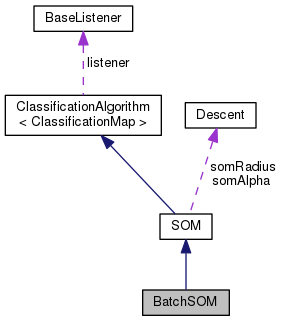 BaseListener
listener
ClassificationAlgorithm
< ClassificationMap >
Descent
somRadius
somAlpha
SOM
BatchSOM